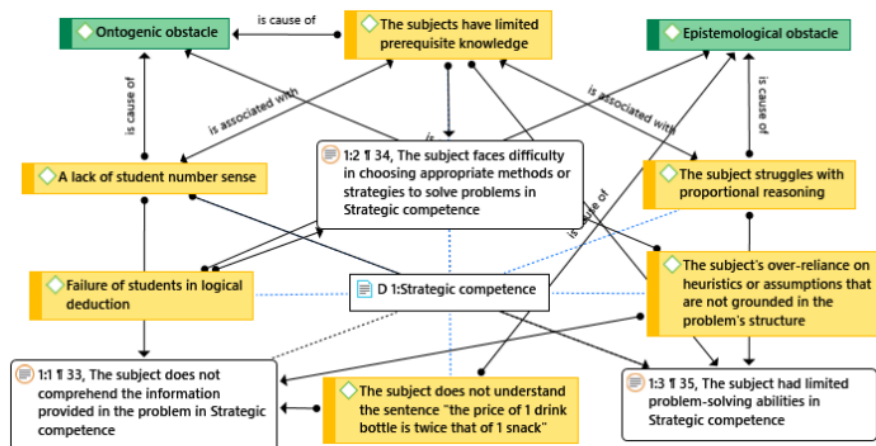 Ontogenic obstacle
The subjects have limited
prerequisite knowledge
Epistemological obstacle
is cause of
is cause of
is associated with
is associated with
is cause of
is
A lack of student number sense
1:2 ¶ 34, The subject faces difficulty
in choosing appropriate methods or
strategies to solve problems in
Strategic competence
The subject struggles with
proportional reasoning
is cause of
Failure of students in logical
deduction
D 1:Strategic competence
The subject's over-reliance on
heuristics or assumptions that
are not grounded in the
problem's structure
1:1 ¶ 33, The subject does not
comprehend the information
provided in the problem in Strategic
competence
The subject does not understand
the sentence "the price of 1 drink
bottle is twice that of 1 snack"
1:3 ¶ 35, The subject had limited
problem-solving abilities in
Strategic competence